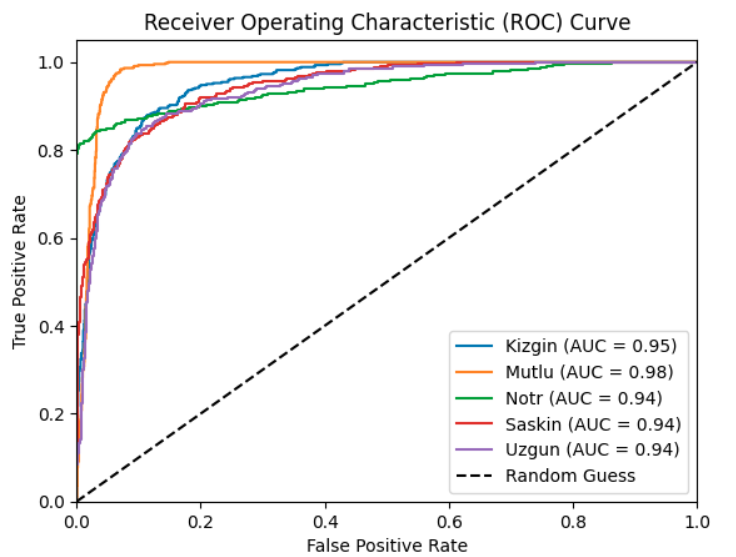 Receiver Operating Characteristic (ROC) Curve
True Positive Rate
1.0
0.8
0.6
0.4
0.2
0.0
Kizgin (AUC = 0.95)
Mutlu (AUC = 0.98)
Notr (AUC = 0.94)
Saskin (AUC = 0.94)
Uzgun (AUC = 0.94)
Random Guess
0.0 0.2 0.4 0.6 0.8 1.0
False Positive Rate